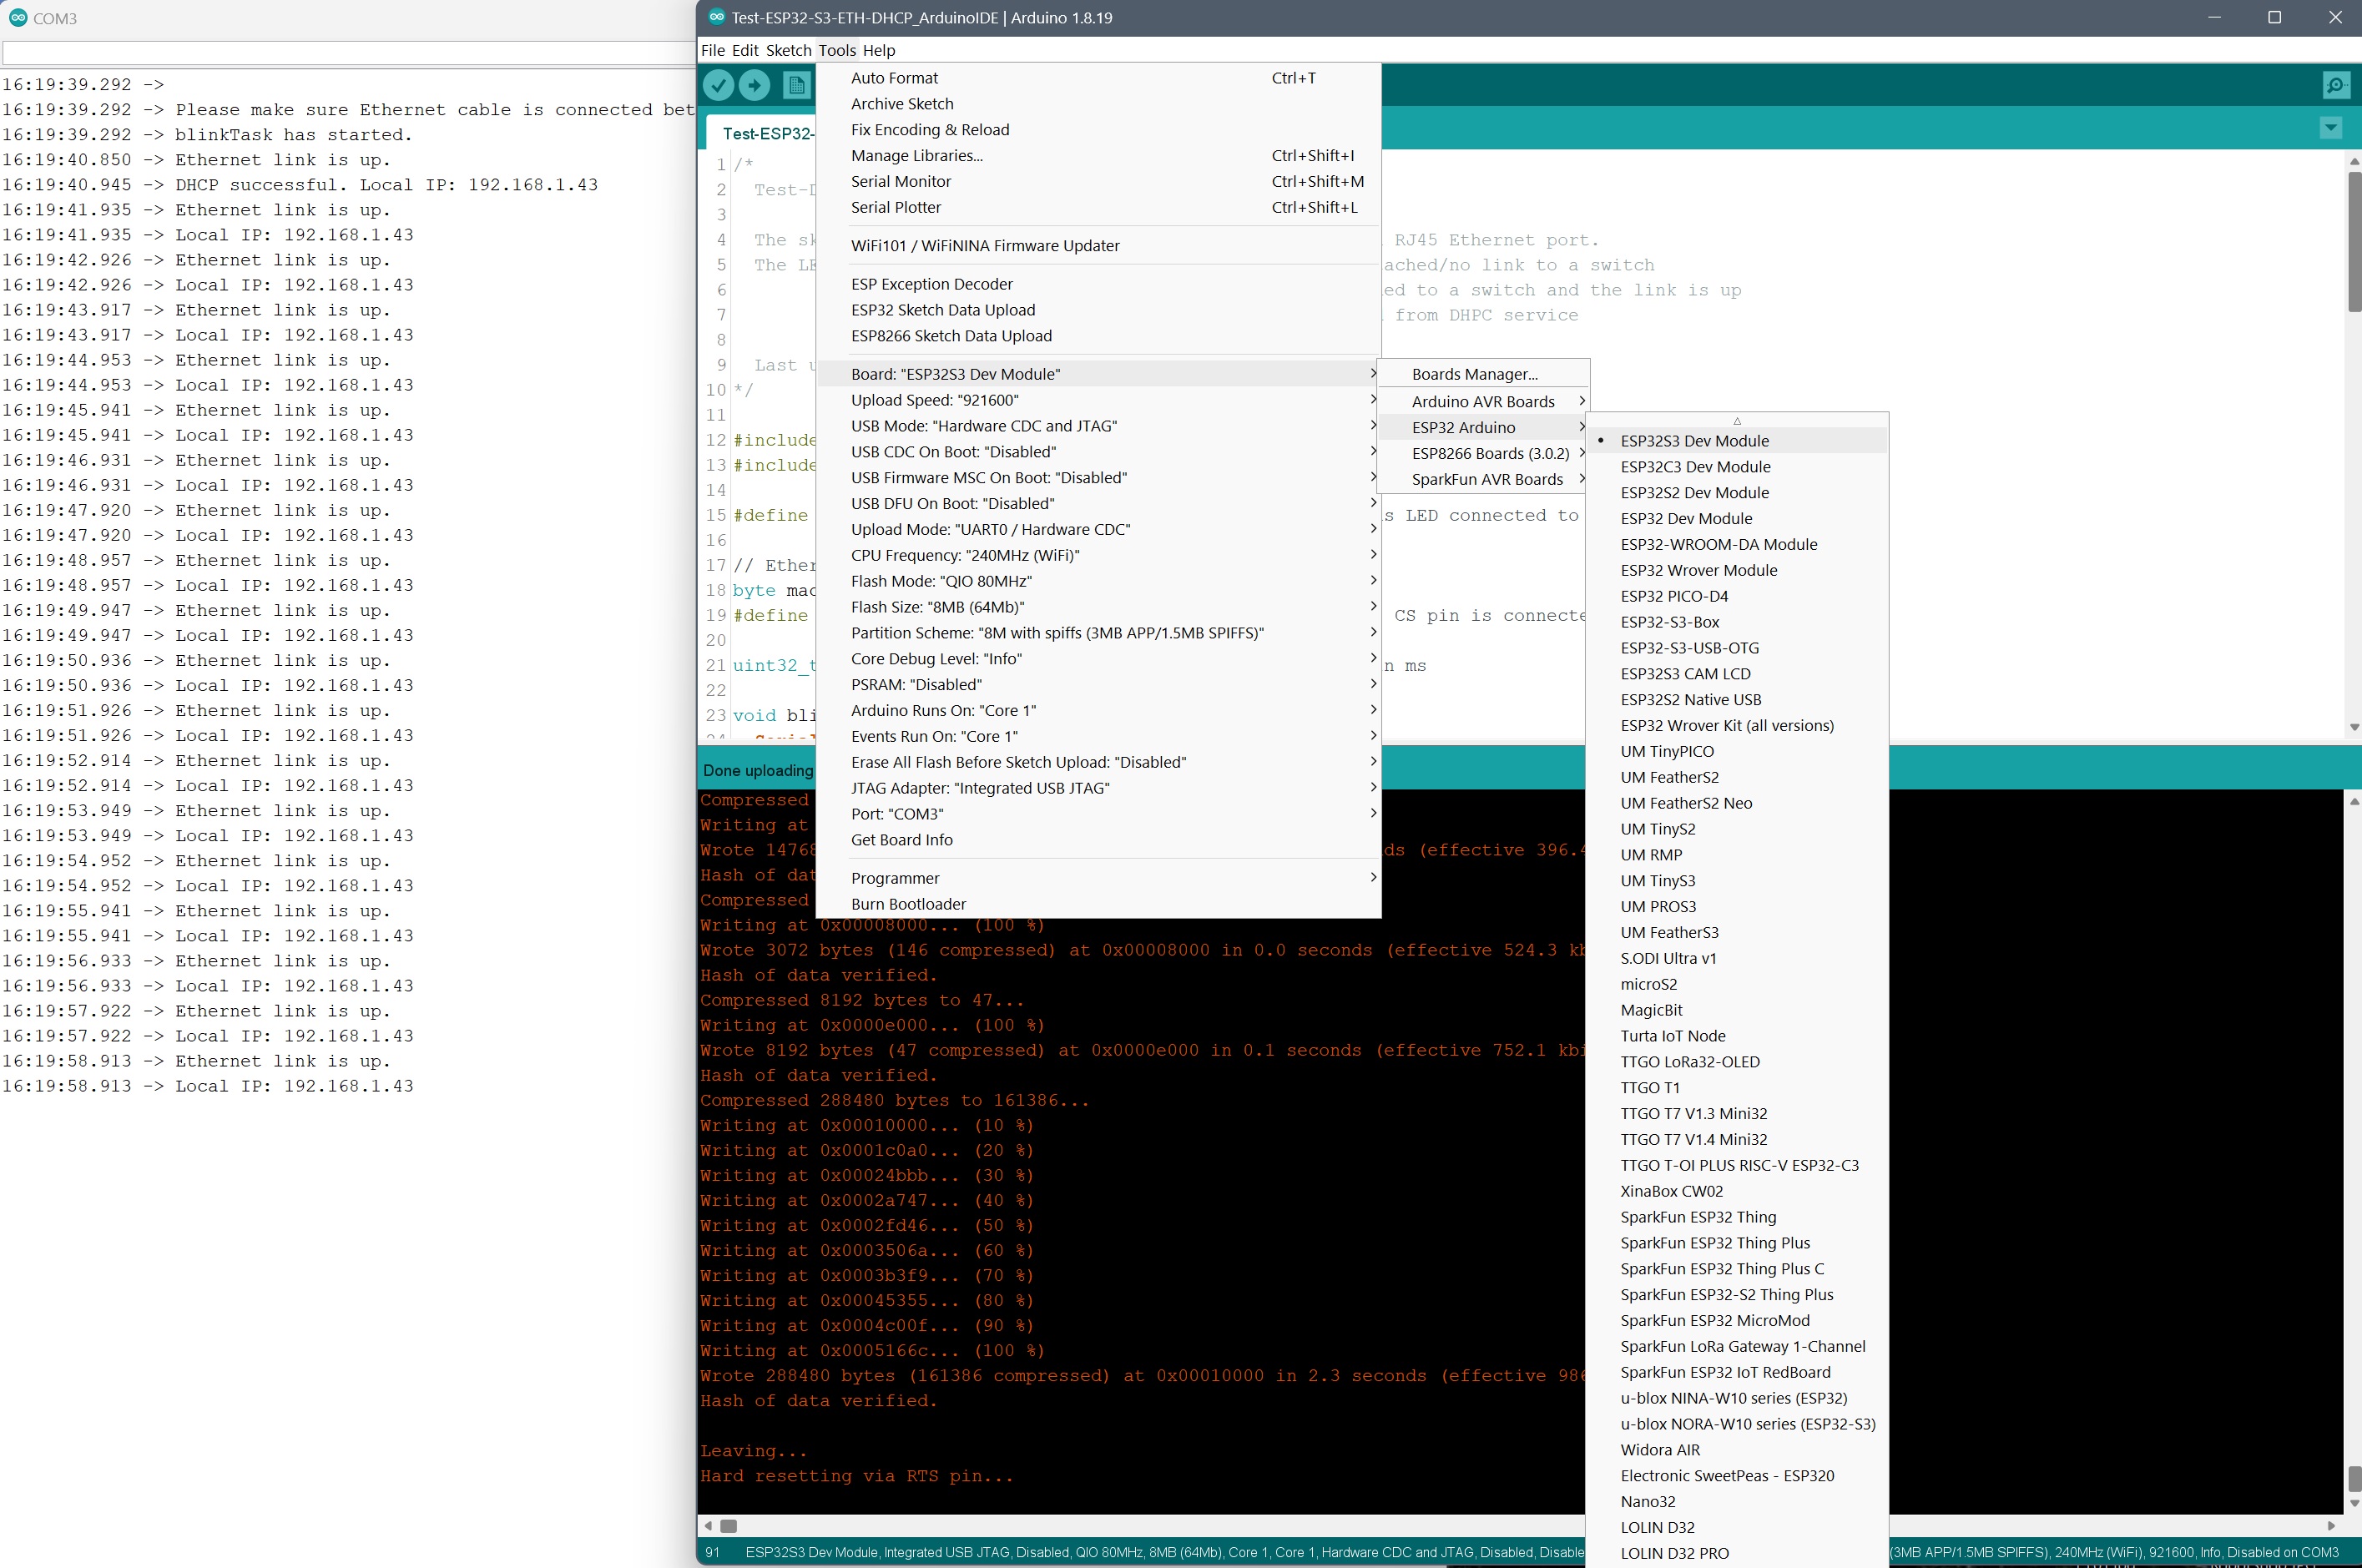 COM3
16:19:39.292 ->
16:19:39.292 -> Please make sure Ethernet cable is connected bet
16:19:39.292 -> blinkTask has started.
16:19:40.850 -> Ethernet link is up.
16:19:40.945 -> DHCP successful. Local IP: 192.168.1.43
16:19:41.935 -> Ethernet link is up.
16:19:41.935 -> Local IP: 192.168.1.43
16:19:42.926 -> Ethernet link is up.
16:19:42.926 -> Local IP: 192.168.1.43
16:19:43.917 -> Ethernet link is up.
16:19:43.917 -> Local IP: 192.168.1.43
16:19:44.953 -> Ethernet link is up.
16:19:44.953 -> Local IP: 192.168.1.43
16:19:45.941 -> Ethernet link is up.
16:19:45.941 -> Local IP: 192.168.1.43
16:19:46.931 -> Ethernet link is up.
16:19:46.931 -> Local IP: 192.168.1.43
16:19:47.920 -> Ethernet link is up.
16:19:47.920 -> Local IP: 192.168.1.43
16:19:48.957 -> Ethernet link is up.
16:19:48.957 -> Local IP: 192.168.1.43
16:19:49.947 -> Ethernet link is up.
16:19:49.947 -> Local IP: 192.168.1.43
16:19:50.936 -> Ethernet link is up.
16:19:50.936 -> Local IP: 192.168.1.43
16:19:51.926 -> Ethernet link is up.
16:19:51.926 -> Local IP: 192.168.1.43
16:19:52.914 -> Ethernet link is up.
16:19:52.914 -> Local IP: 192.168.1.43
16:19:53.949 -> Ethernet link is up.
16:19:53.949 -> Local IP: 192.168.1.43
16:19:54.952 -> Ethernet link is up.
16:19:54.952 -> Local IP: 192.168.1.43
16:19:55.941 -> Ethernet link is up.
16:19:55.941 -> Local IP: 192.168.1.43
16:19:56.933 -> Ethernet link is up.
16:19:56.933 -> Local IP: 192.168.1.43
16:19:57.922 -> Ethernet link is up.
16:19:57.922 -> Local IP: 192.168.1.43
16:19:58.913 -> Ethernet link is up.
16:19:58.913 -> Local IP: 192.168.1.43
Test-ESP32-S3-ETH-DHCP_ArduinoIDE | Arduino 1.8.19
File Edit Sketch Tools Help
Test-ESP32-
1 /*
2 Test-D
3
4 The sk RJ45 Ethernet port.
5 The LE ached/no link to a switch
6 ed to a switch and the link is up
7 from DHPC service
8
9 Last u
10 */
11
12 #include
13 #include
14
15 #define s LED connected to
16
17 // Ether
18 byte mac
19 #define CS pin is connecte
20
21 uint32_t n ms
22
23 void bli
Auto Format Ctrl+T
Archive Sketch
Fix Encoding & Reload
Manage Libraries... Ctrl+Shift+I
Serial Monitor Ctrl+Shift+M
Serial Plotter Ctrl+Shift+L
WiFi101 / WiFiNINA Firmware Updater
ESP Exception Decoder
ESP32 Sketch Data Upload
ESP8266 Sketch Data Upload
Board: "ESP32S3 Dev Module"
Upload Speed: "921600"
USB Mode: "Hardware CDC and JTAG"
USB CDC On Boot: "Disabled"
USB Firmware MSC On Boot: "Disabled"
USB DFU On Boot: "Disabled"
Upload Mode: "UART0 / Hardware CDC"
CPU Frequency: "240MHz (WiFi)"
Flash Mode: "QIO 80MHz"
Flash Size: "8MB (64Mb)"
Partition Scheme: "8M with spiffs (3MB APP/1.5MB SPIFFS)"
Core Debug Level: "Info"
PSRAM: "Disabled"
Arduino Runs On: "Core 1"
Events Run On: "Core 1"
Erase All Flash Before Sketch Upload: "Disabled"
JTAG Adapter: "Integrated USB JTAG"
Port: "COM3"
Get Board Info
Programmer
Burn Bootloader
Boards Manager...
Arduino AVR Boards
ESP32 Arduino
ESP8266 Boards (3.0.2)
SparkFun AVR Boards
ESP32S3 Dev Module
ESP32C3 Dev Module
ESP32S2 Dev Module
ESP32 Dev Module
ESP32-WROOM-DA Module
ESP32 Wrover Module
ESP32 PICO-D4
ESP32-S3-Box
ESP32-S3-USB-OTG
ESP32S3 CAM LCD
ESP32S2 Native USB
ESP32 Wrover Kit (all versions)
UM TinyPICO
UM FeatherS2
UM FeatherS2 Neo
UM TinyS2
UM RMP
UM TinyS3
UM PROS3
UM FeatherS3
S.ODI Ultra v1
microS2
MagicBit
Turta IoT Node
TTGO LoRa32-OLED
TTGO T1
TTGO T7 V1.3 Mini32
TTGO T7 V1.4 Mini32
TTGO T-OI PLUS RISC-V ESP32-C3
XinaBox CW02
SparkFun ESP32 Thing
SparkFun ESP32 Thing Plus
SparkFun ESP32 Thing Plus C
SparkFun ESP32-S2 Thing Plus
SparkFun ESP32 MicroMod
SparkFun LoRa Gateway 1-Channel
SparkFun ESP32 IoT RedBoard
u-blox NINA-W10 series (ESP32)
u-blox NORA-W10 series (ESP32-S3)
Widora AIR
Electronic SweetPeas - ESP320
Nano32
LOLIN D32
LOLIN D32 PRO
Done uploading
Compressed
Writing at
Wrote 14768 ds (effective 396.4
Hash of dat
Compressed
Writing at 0x00008000... (100 %)
Wrote 3072 bytes (146 compressed) at 0x00008000 in 0.0 seconds (effective 524.3 kb
Hash of data verified.
Compressed 8192 bytes to 47...
Writing at 0x0000e000... (100 %)
Wrote 8192 bytes (47 compressed) at 0x0000e000 in 0.1 seconds (effective 752.1 kbi
Hash of data verified.
Compressed 288480 bytes to 161386...
Writing at 0x00010000... (10 %)
Writing at 0x0001c0a0... (20 %)
Writing at 0x00024bbb... (30 %)
Writing at 0x0002a747... (40 %)
Writing at 0x0002fd46... (50 %)
Writing at 0x0003506a... (60 %)
Writing at 0x0003b3f9... (70 %)
Writing at 0x00045355... (80 %)
Writing at 0x0004c00f... (90 %)
Writing at 0x0005166c... (100 %)
Wrote 288480 bytes (161386 compressed) at 0x00010000 in 2.3 seconds (effective 986
Hash of data verified.
Leaving...
Hard resetting via RTS pin...
91 ESP32S3 Dev Module, Integrated USB JTAG, Disabled, QIO 80MHz, 8MB (64Mb), Core 1, Core 1, Hardware CDC and JTAG, Disabled, Disable (3MB APP/1.5MB SPIFFS), 240MHz (WiFi), 921600, Info, Disabled on COM3